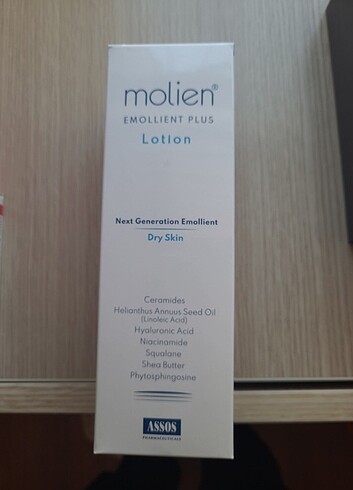 molien®
EMOLLIENT PLUS
Lotion
Next Generation Emollient
Dry Skin
Ceramides
Helianthus Annuus Seed Oil
(Linoleic Acid)
Hyaluronic Acid
Niacinamide
Squalane
Shea Butter
Phytosphingosine
ASSOS
PHARMACEUTICALS